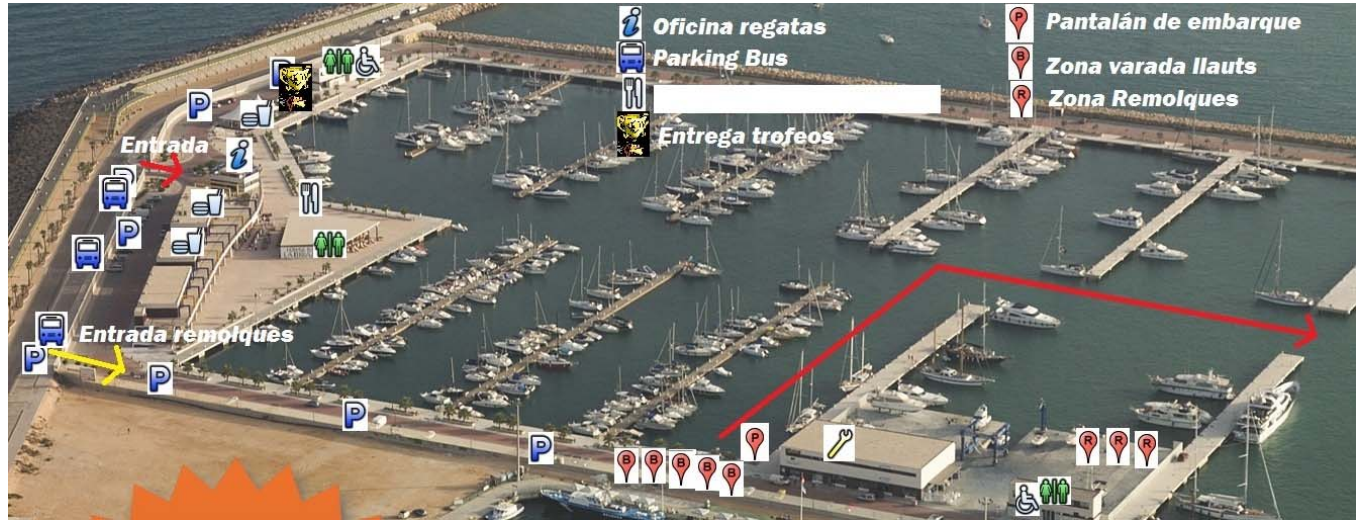 Oficina regatas
Parking Bus
Entrega trofeos
Pantalán de embarque
Zona varada llauts
Zona Remolques
Entrada
Entrada remolques
P
P
P
P
P
P
P
P
B
B
B
B
B
P
R
R
R